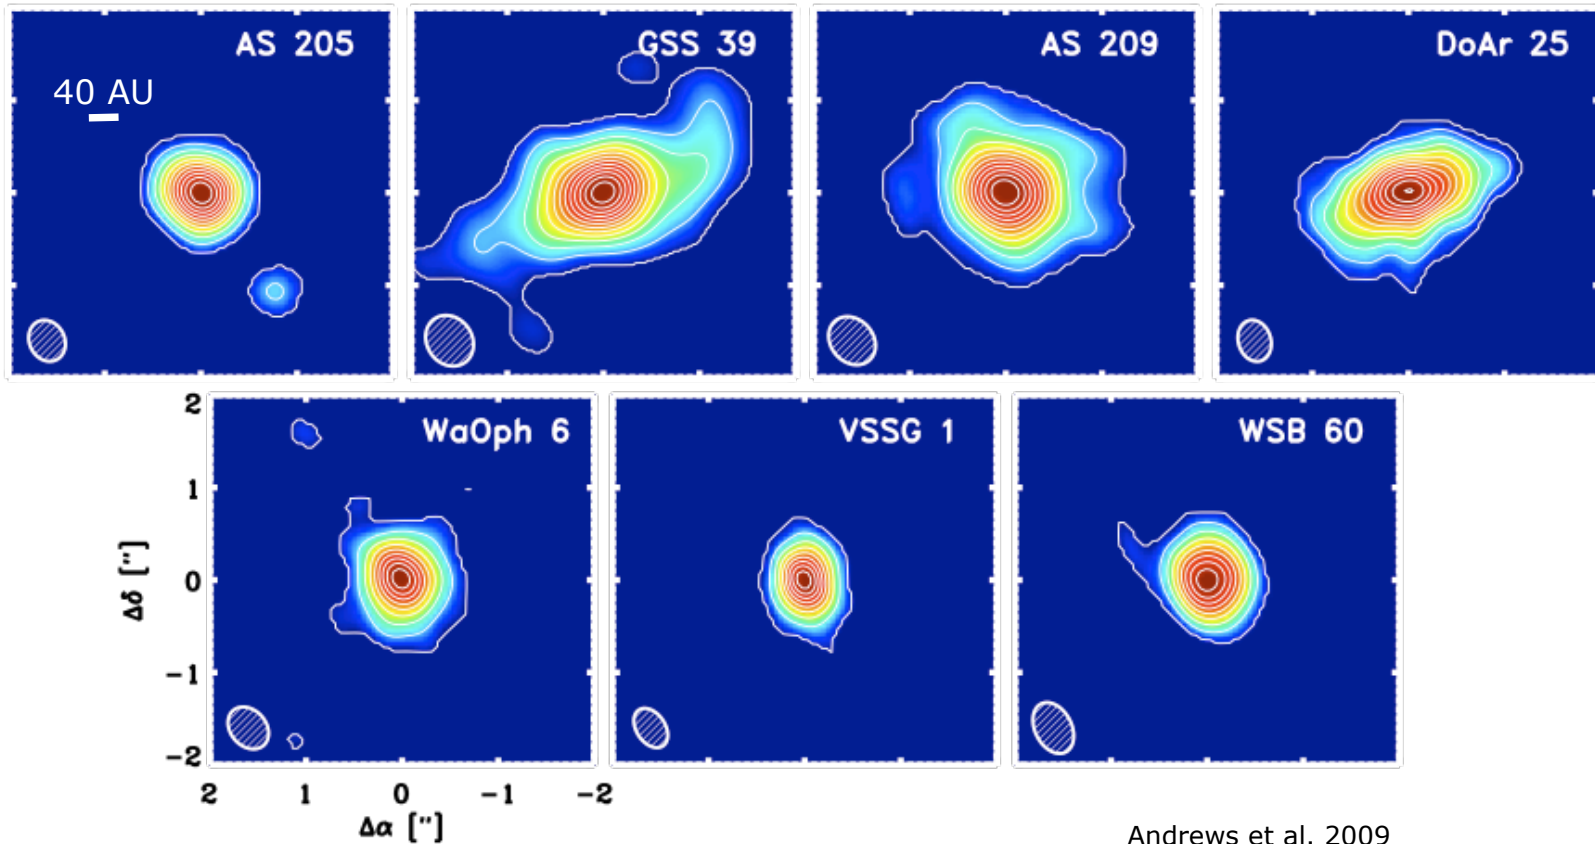 AS 205
GSS 39
AS 209
DoAr 25
40 AU
WaOph 6
VSSG 1
WSB 60
2
1
0
−1
−2
Δδ ["]
2 1 0 −1 −2
Δα ["]
Andrews et al. 2009